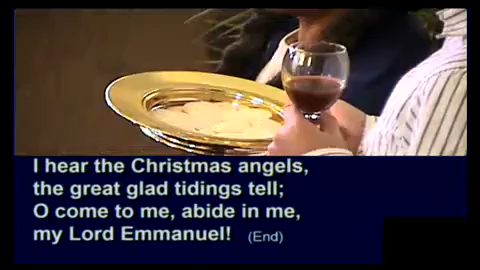 I hear the Christmas angels,
the great glad tidings tell;
O come to me, abide in me,
my Lord Emmanuel! (End)